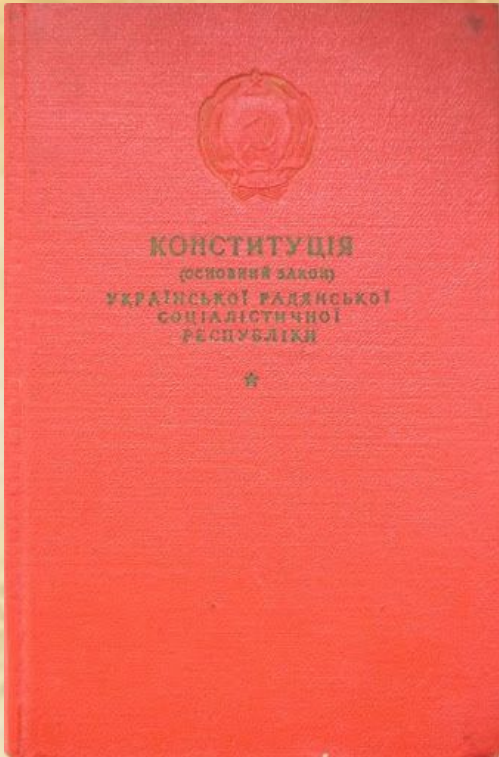 КОНСТИТУЦІЯ
(ОСНОВНИЙ ЗАКОН)
УКРАЇНСЬКОЇ РАДЯНСЬКОЇ
СОЦІАЛІСТИЧНОЇ
РЕСПУБЛІКИ